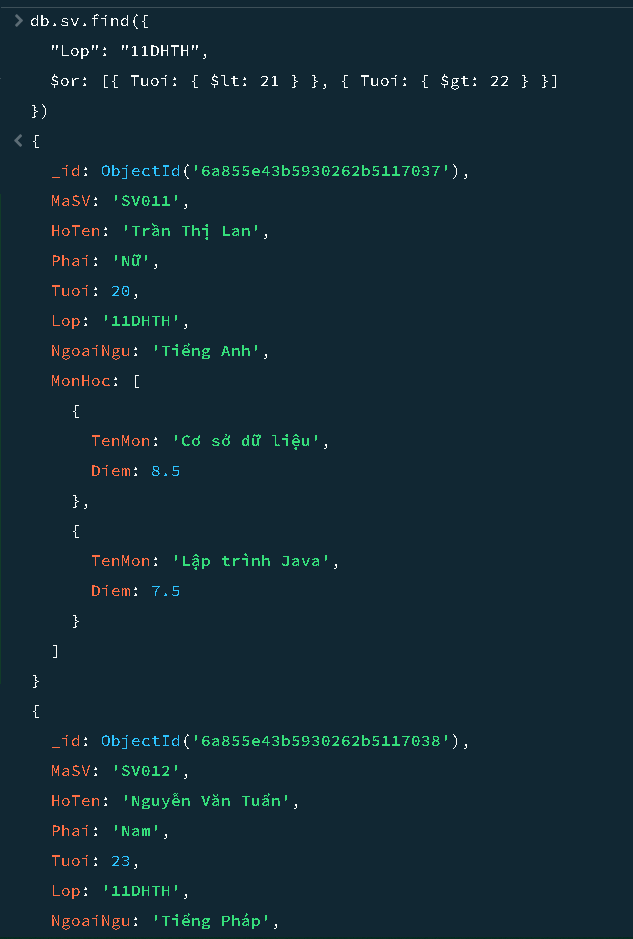 db.sv.find({
"Lop": "11DHTH",
$or: [{ Tuoi: { $lt: 21 } }, { Tuoi: { $gt: 22 } }]
})
{
_id: ObjectId('6a855e43b5930262b5117037'),
MaSV: 'SV011',
HoTen: 'Trần Thị Lan',
Phai: 'Nữ',
Tuoi: 20,
Lop: '11DHTH',
NgoaiNgu: 'Tiếng Anh',
MonHoc: [
{
TenMon: 'Cơ sở dữ liệu',
Diem: 8.5
},
{
TenMon: 'Lập trình Java',
Diem: 7.5
}
]
}
{
_id: ObjectId('6a855e43b5930262b5117038'),
MaSV: 'SV012',
HoTen: 'Nguyễn Văn Tuấn',
Phai: 'Nam',
Tuoi: 23,
Lop: '11DHTH',
NgoaiNgu: 'Tiếng Pháp',